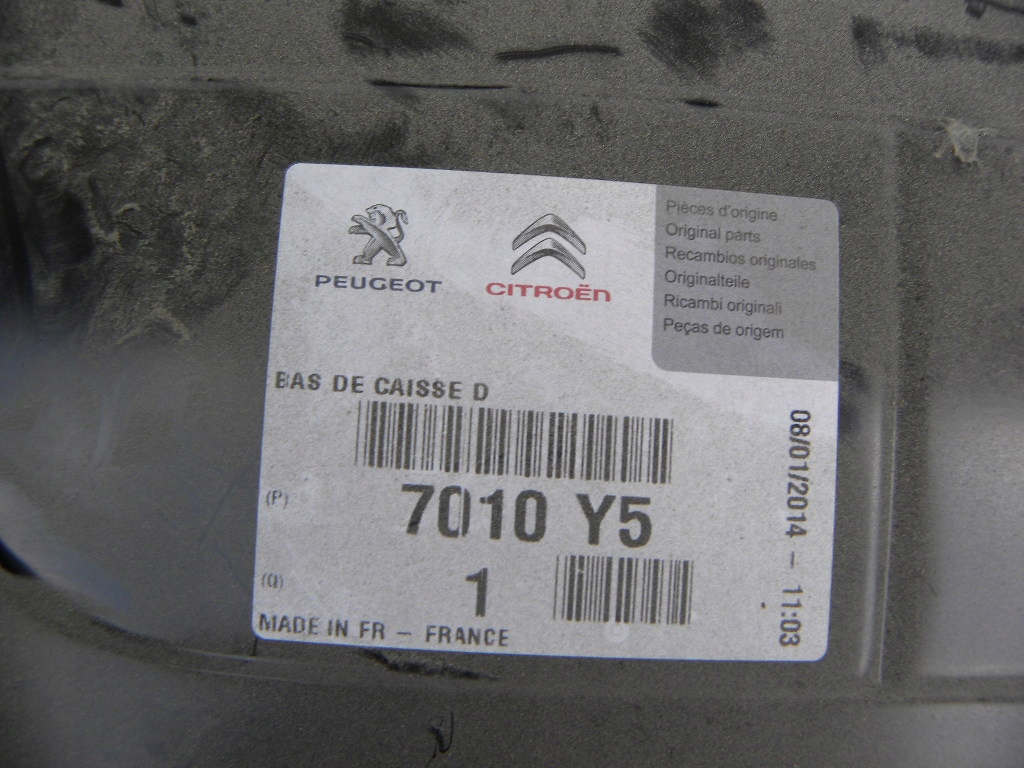 PEUGEOT
CITROËN
Pièces d'origine
Original parts
Recambios originales
Originalteile
Ricambi originali
Peças de origem
BAS DE CAISSE D
(P) 7010 Y5
(Q) 1
MADE IN FR - FRANCE
08/01/2014 - 11:03